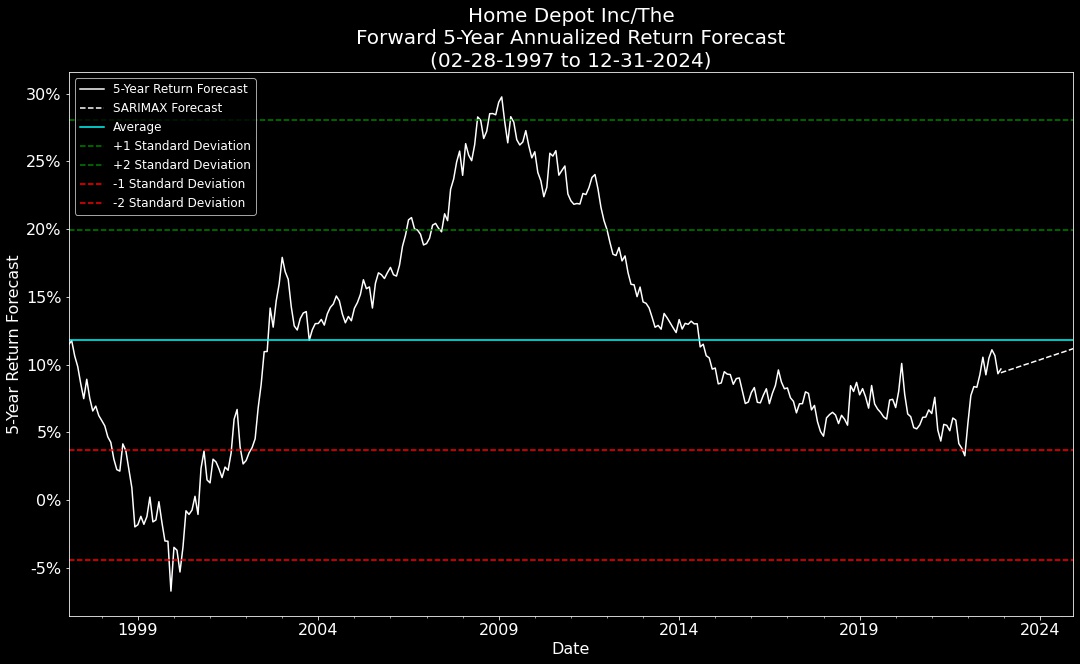 Home Depot Inc/The
Forward 5-Year Annualized Return Forecast
(02-28-1997 to 12-31-2024)
5-Year Return Forecast
SARIMAX Forecast
Average
+1 Standard Deviation
+2 Standard Deviation
-1 Standard Deviation
-2 Standard Deviation
5-Year Return Forecast
30%
25%
20%
15%
10%
5%
0%
-5%
1999
2004
2009
2014
2019
2024
Date